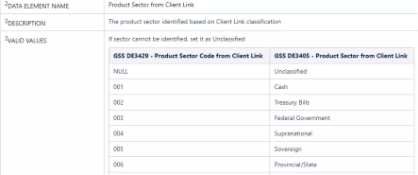 2DATA ELEMENT NAME Product Sector from Client Link
2DESCRIPTION The product sector identified based on Client Link classification
3VALID VALUES If sector cannot be identified, set it as Unclassified
GSS DE3429 - Product Sector Code from Client Link GSS DE3405 - Product Sector from Client Link
NULL Unclassified
001 Cash
002 Treasury Bills
003 Federal Government
004 Supranational
005 Sovereign
006 Provincial/State